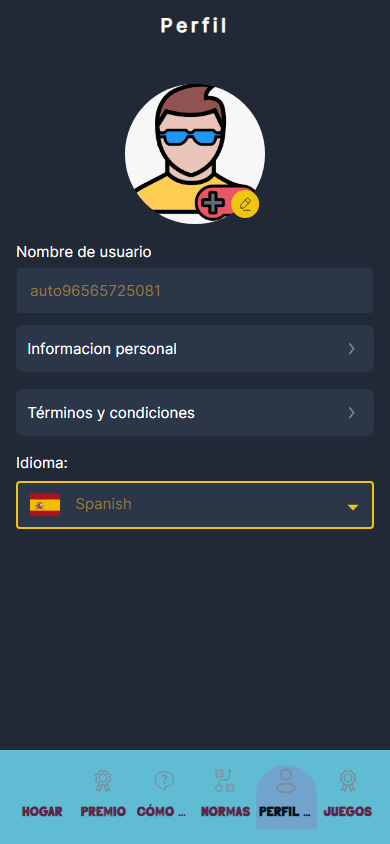 Perfil
Nombre de usuario
auto96565725081
Informacion personal
Términos y condiciones
Idioma:
Spanish
HOGAR PREMIO CÓMO ... NORMAS PERFIL ... JUEGOS